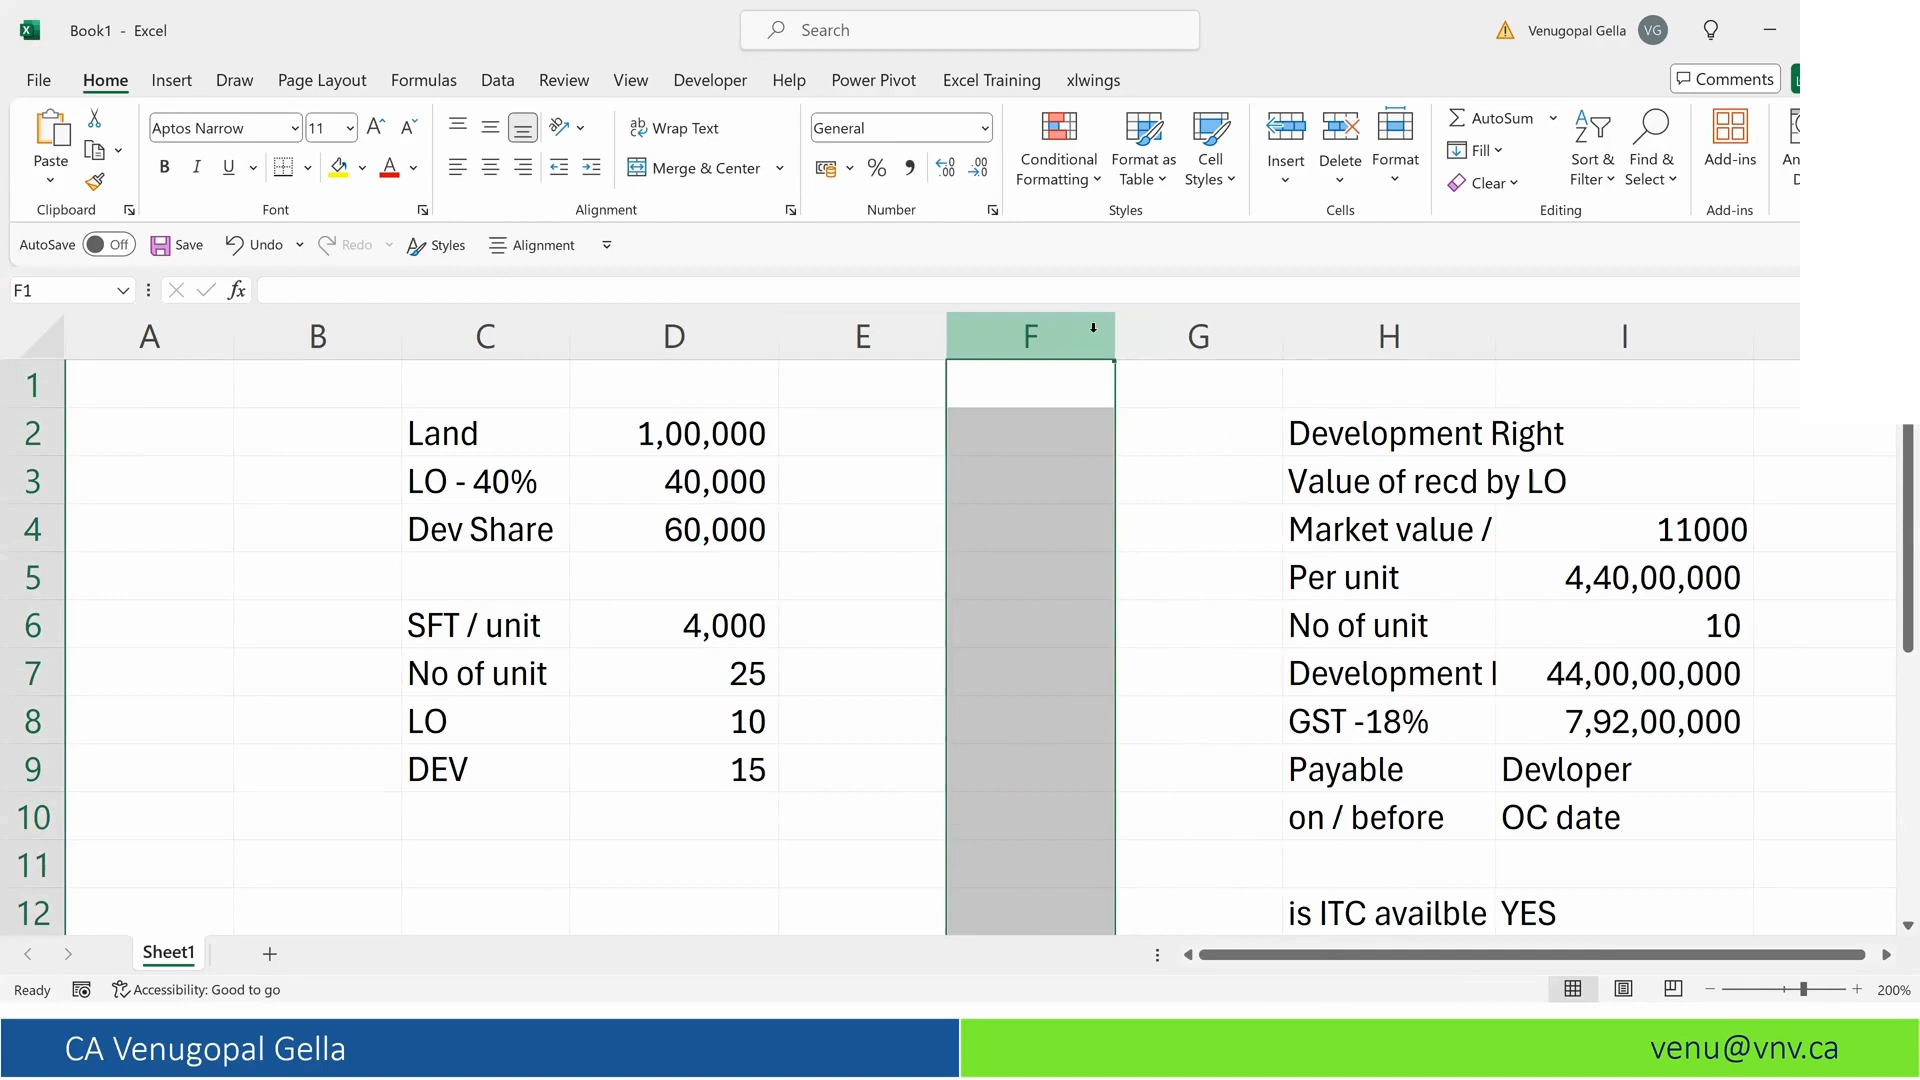 Book1 - Excel
Search
Venugopal Gella VG
File Home Insert Draw Page Layout Formulas Data Review View Developer Help Power Pivot Excel Training xlwings
Comments
Paste
Clipboard
Aptos Narrow 11
B I U
Font
Wrap Text
Merge & Center
Alignment
General
Number
Conditional Formatting
Format as Table
Cell Styles
Styles
Insert
Delete
Format
Cells
AutoSum
Fill
Clear
Sort & Filter
Find & Select
Editing
Add-ins
Add-ins
AutoSave Off Save Undo Redo Styles Alignment
F1 fx
A B C D E F G H I
1
2 Land 1,00,000 Development Right
3 LO - 40% 40,000 Value of recd by LO
4 Dev Share 60,000 Market value / 11000
5 Per unit 4,40,00,000
6 SFT / unit 4,000 No of unit 10
7 No of unit 25 Development 44,00,00,000
8 LO 10 GST -18% 7,92,00,000
9 DEV 15 Payable Devloper
10 on / before OC date
11
12 is ITC availble YES
Sheet1
Ready Accessibility: Good to go 200%
CA Venugopal Gella
venu@vnv.ca